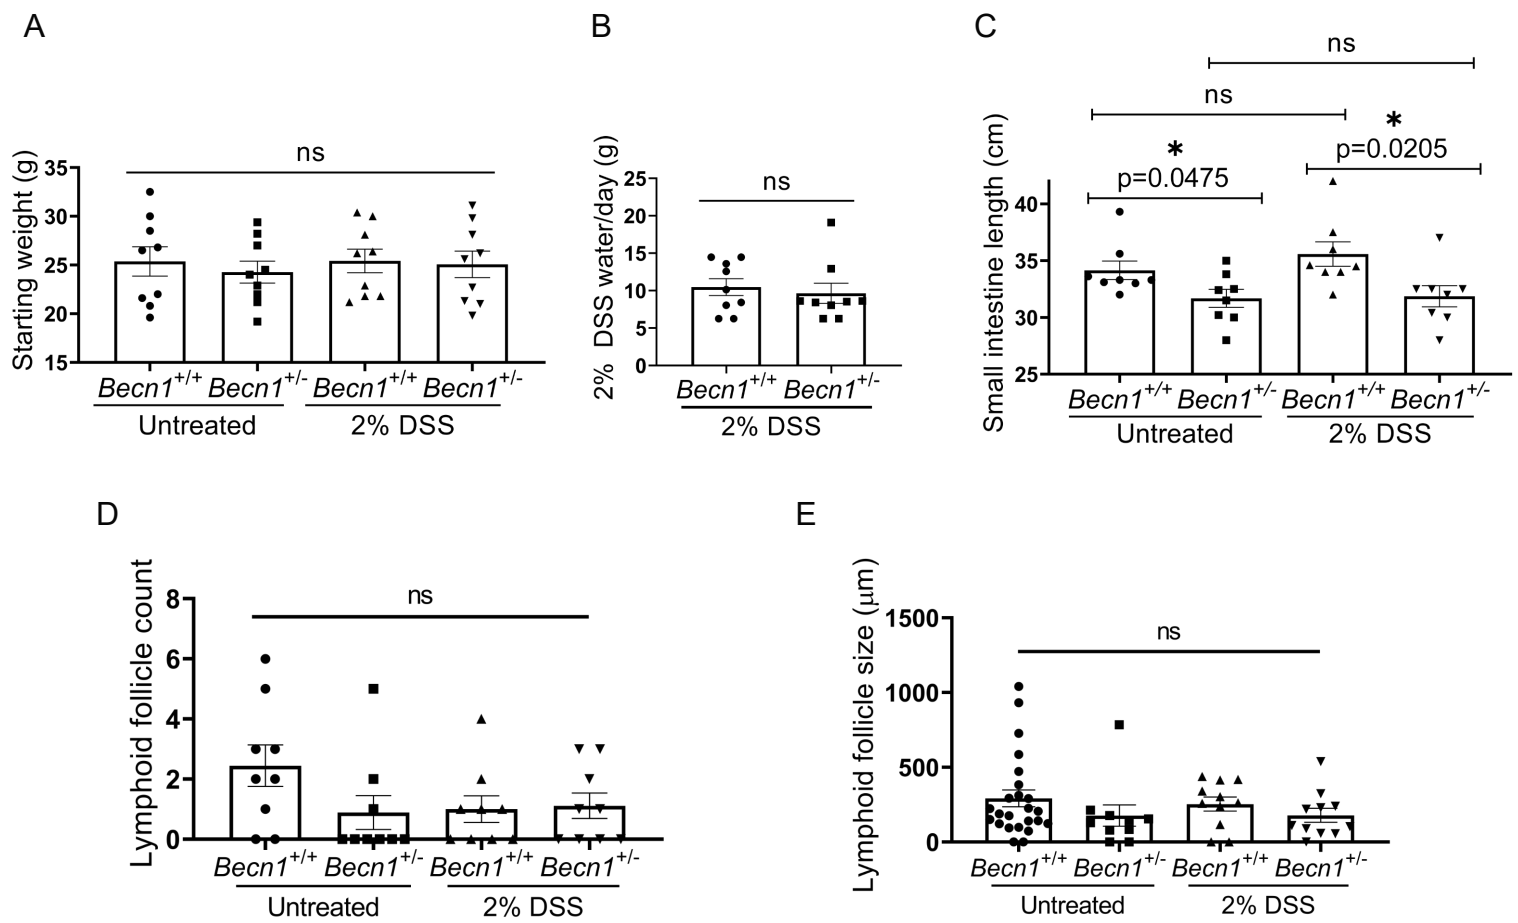 A
B
C
ns
ns
*
p=0.0475
*
p=0.0205
Starting weight (g)
35
30
25
20
15
ns
Becn1+/+ Becn1+/- Becn1+/+ Becn1+/-
Untreated 2% DSS
2% DSS water/day (g)
25
20
15
10
5
0
ns
Becn1+/+ Becn1+/-
2% DSS
Small intestine length (cm)
40
35
30
25
Becn1+/+ Becn1+/- Becn1+/+ Becn1+/-
Untreated 2% DSS
D
Lymphoid follicle count
8
6
4
2
0
ns
Becn1+/+ Becn1+/- Becn1+/+ Becn1+/-
Untreated 2% DSS
E
Lymphoid follicle size (μm)
1500
1000
500
0
ns
Becn1+/+ Becn1+/- Becn1+/+ Becn1+/-
Untreated 2% DSS